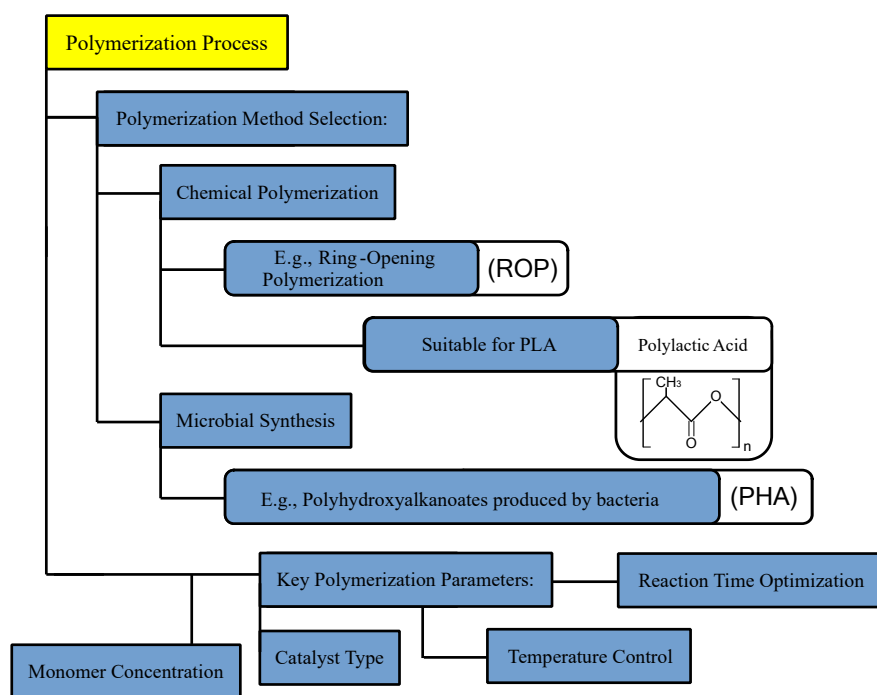 Polymerization Process
Polymerization Method Selection:
Chemical Polymerization
E.g., Ring-Opening
Polymerization
(ROP)
Suitable for PLA
Polylactic Acid
CH3
O
O
n
Microbial Synthesis
E.g., Polyhydroxyalkanoates produced by bacteria
(PHA)
Key Polymerization Parameters:
Reaction Time Optimization
Monomer Concentration
Catalyst Type
Temperature Control